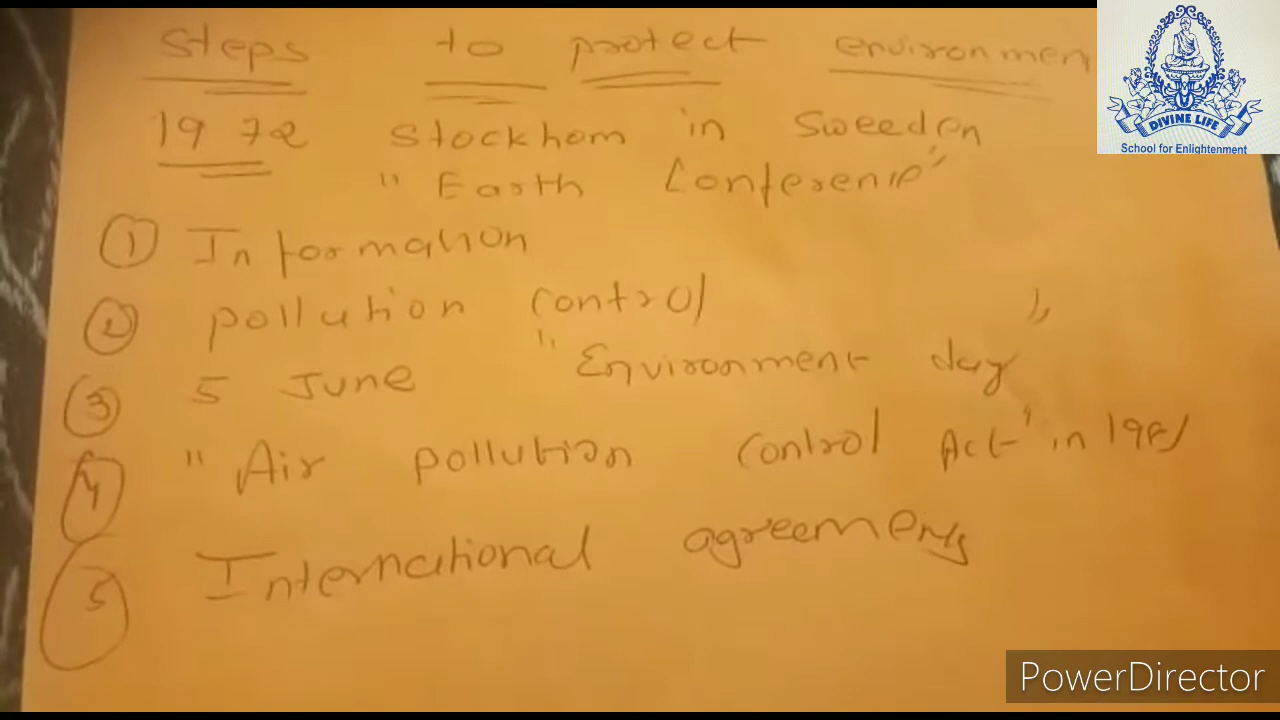 Steps to protect environmen
1972 Stockhom in Sweeden
" Earth Conference"
① Information
② pollution control
③ 5 June "Environment day"
④ "Air pollution control Act" in 1981
⑤ International agreements
DIVINE LIFE
School for Enlightenment
PowerDirector